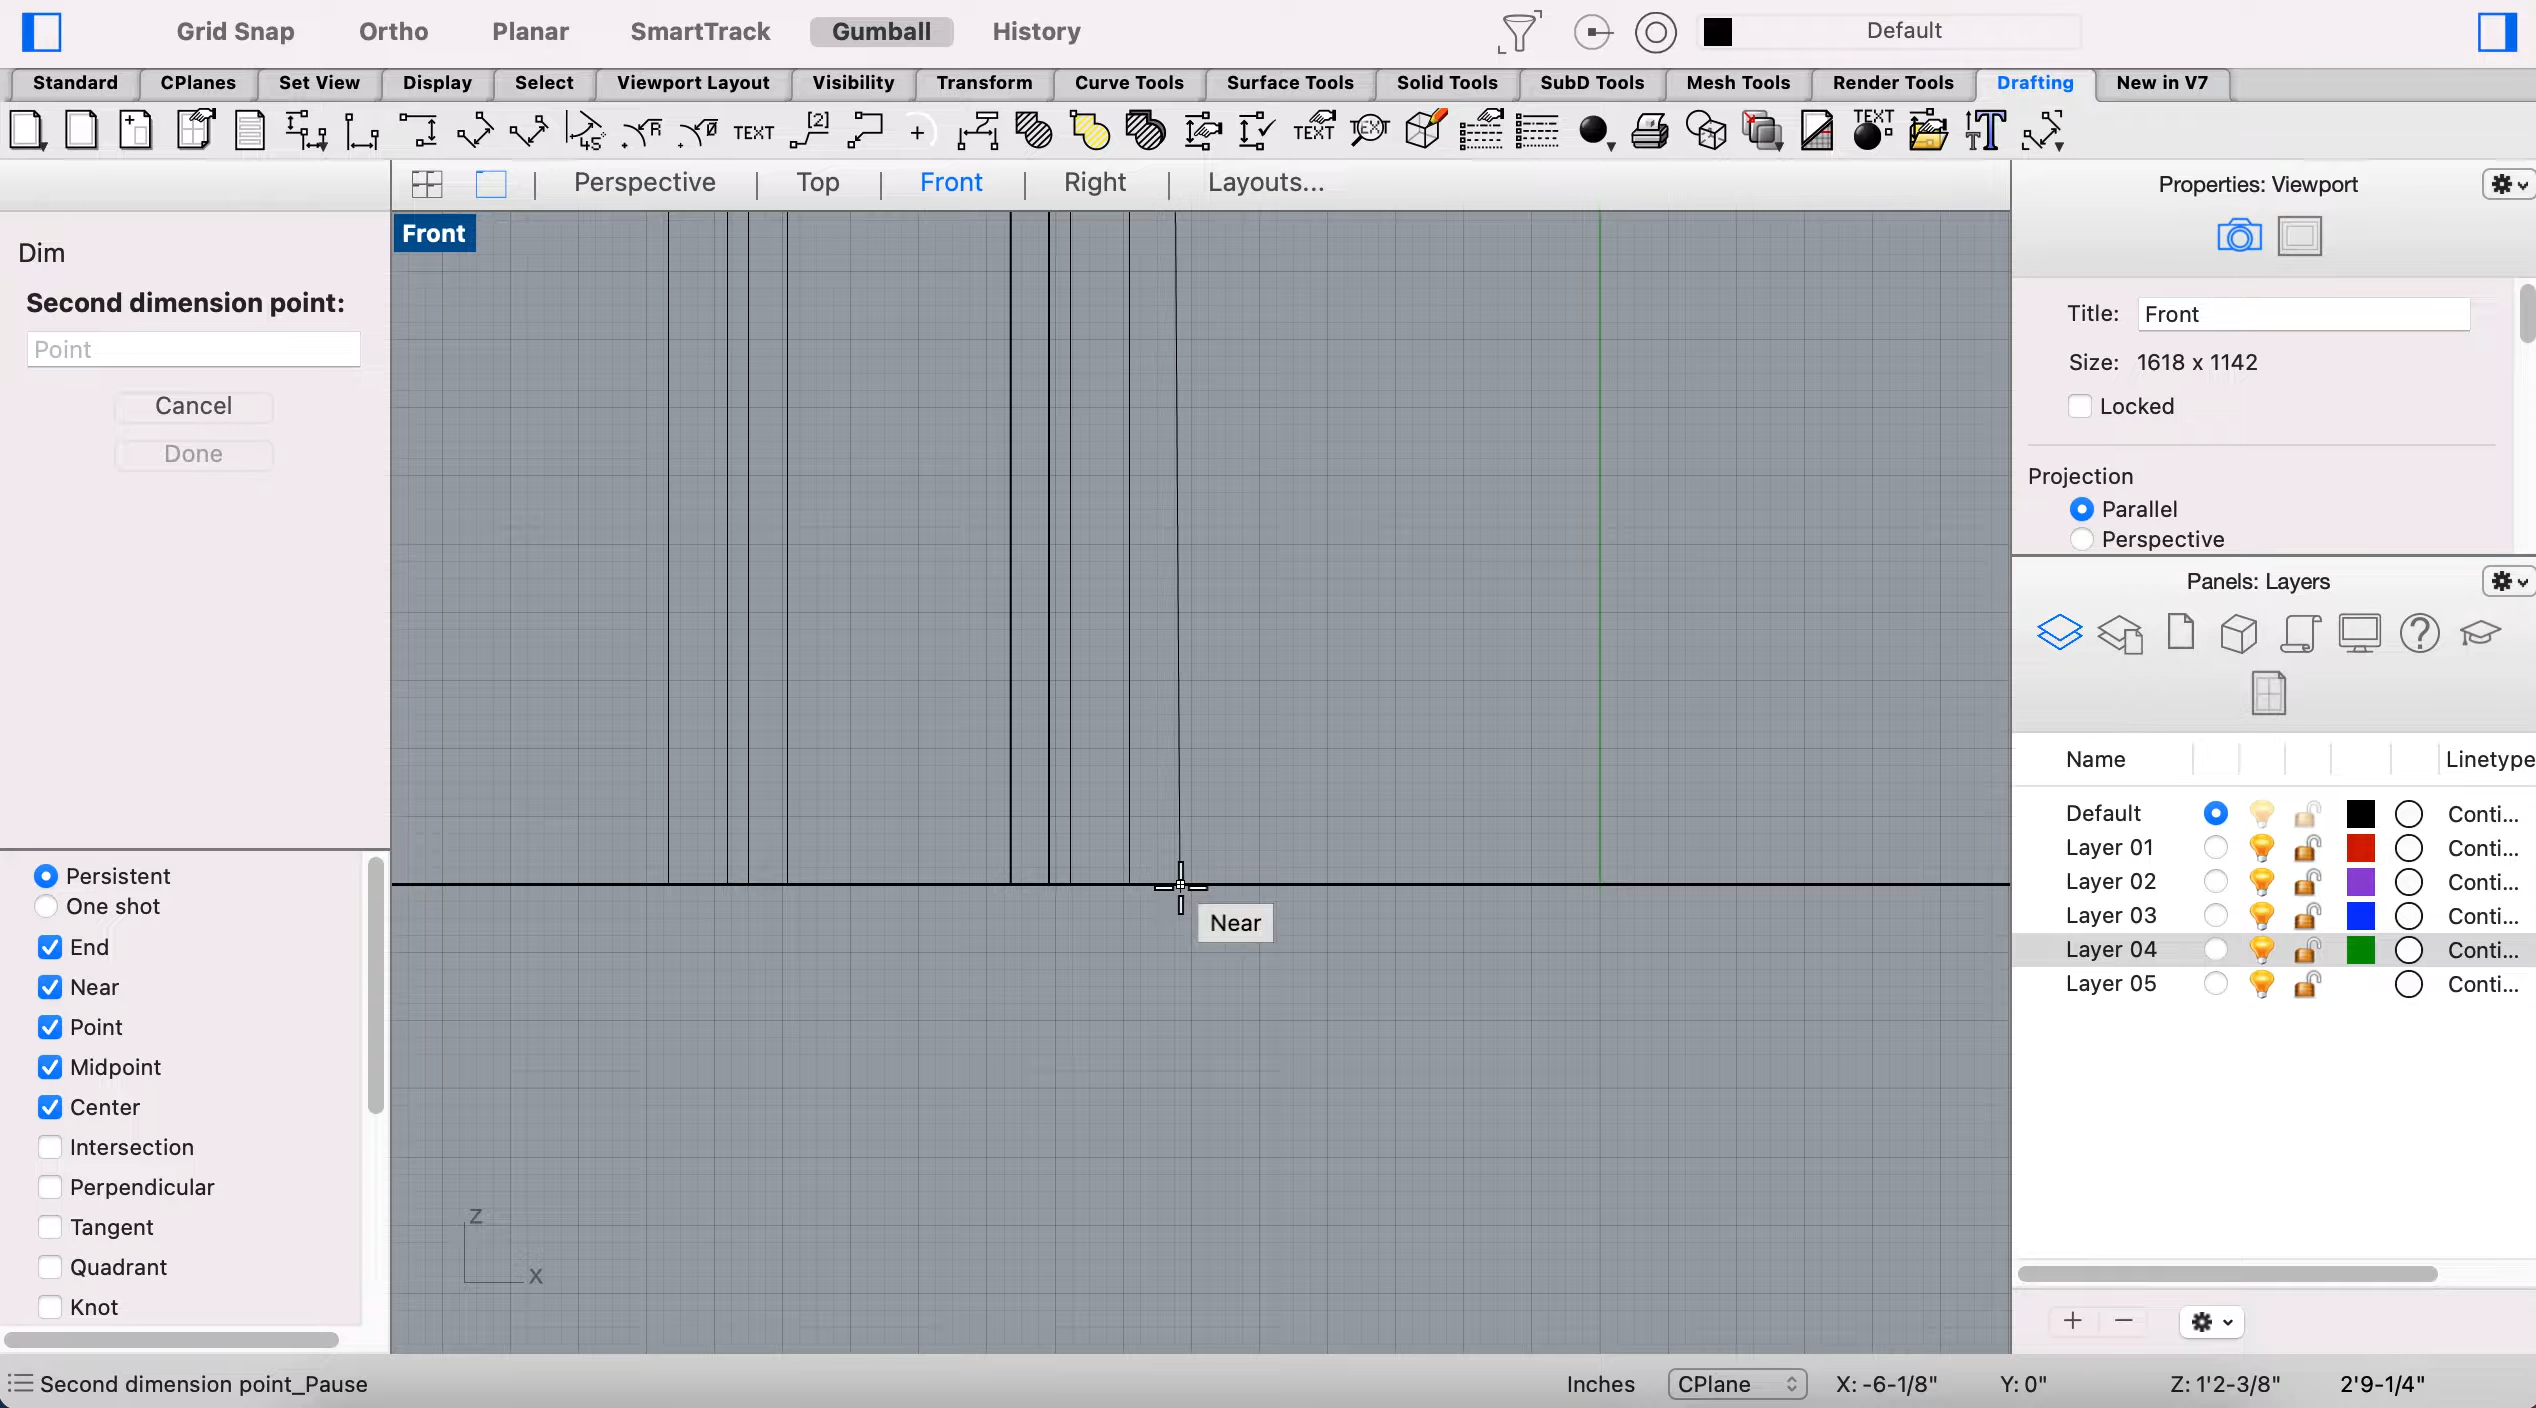 Grid Snap Ortho Planar SmartTrack Gumball History Default
Standard CPlanes Set View Display Select Viewport Layout Visibility Transform Curve Tools Surface Tools Solid Tools SubD Tools Mesh Tools Render Tools Drafting New in V7
45 R TEXT [2] TEXT TEXT TEXT T
Perspective Top Front Right Layouts...
Front
Dim
Second dimension point:
Point
Cancel
Done
Persistent
One shot
End
Near
Point
Midpoint
Center
Intersection
Perpendicular
Tangent
Quadrant
Knot
Near
z
x
Properties: Viewport
Title: Front
Size: 1618 x 1142
Locked
Projection
Parallel
Perspective
Panels: Layers
Name Linetype
Default Conti...
Layer 01 Conti...
Layer 02 Conti...
Layer 03 Conti...
Layer 04 Conti...
Layer 05 Conti...
Second dimension point_Pause Inches CPlane X: -6-1/8" Y: 0" Z: 1'2-3/8" 2'9-1/4"